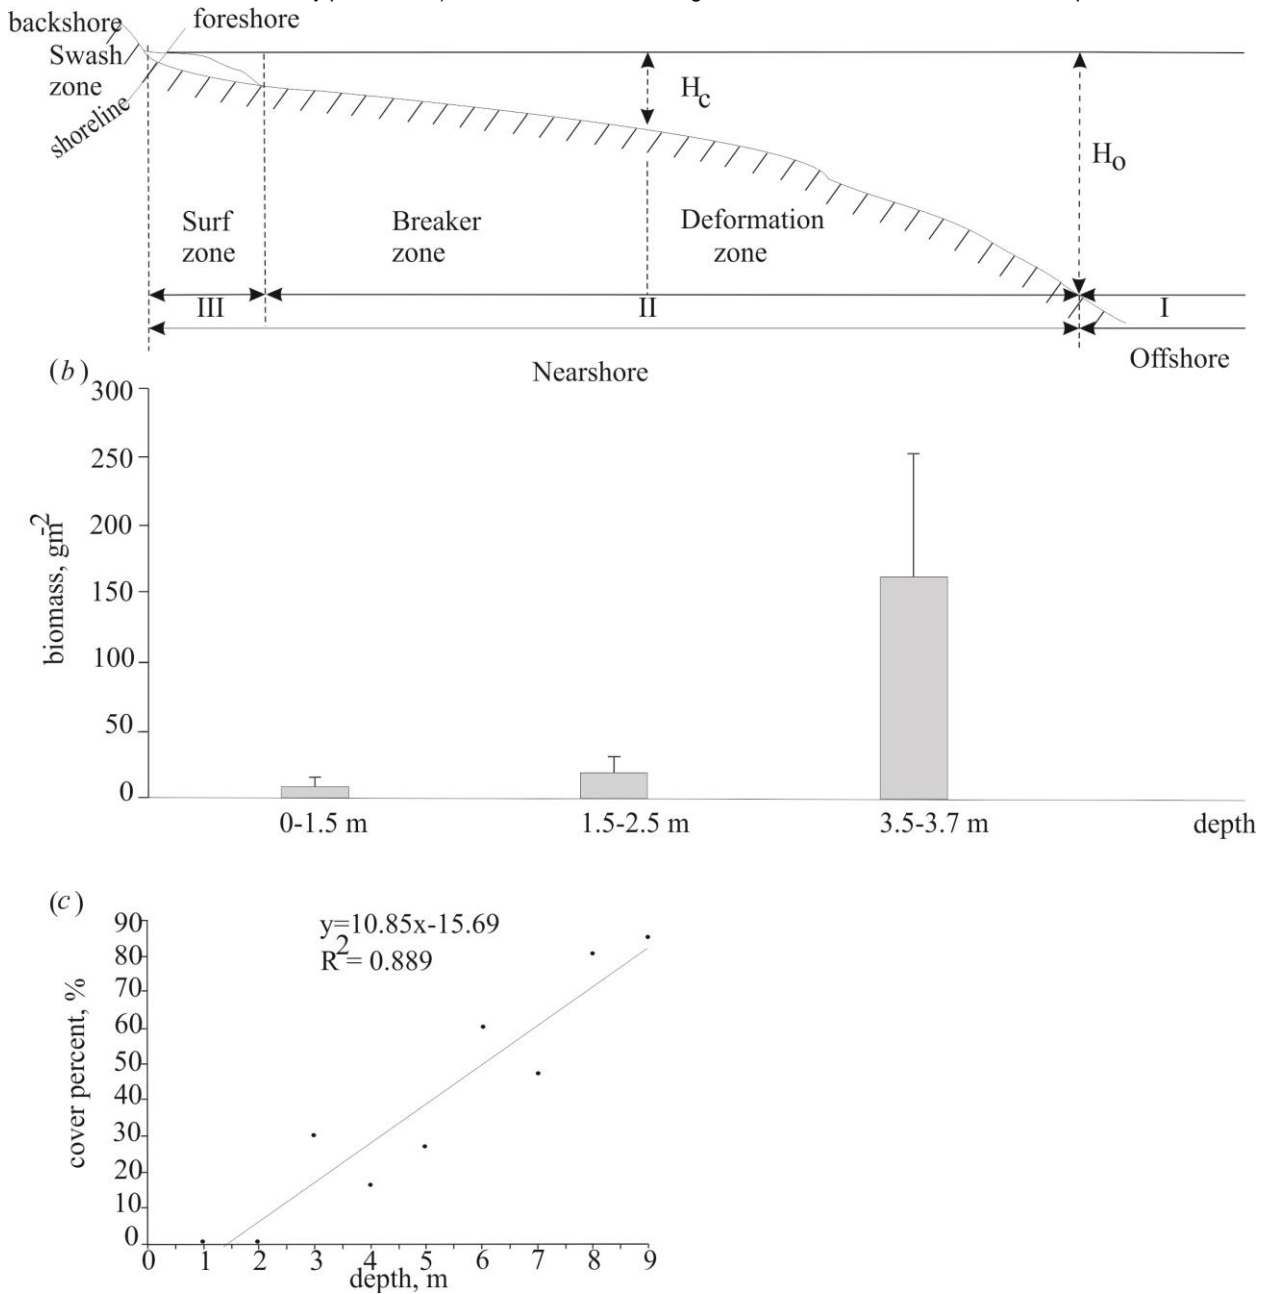 backshore
foreshore
Swash
zone
shoreline
H
c
H
o
Surf
zone
Breaker
zone
Deformation
zone
III
II
I
Offshore
Nearshore
(b)
300
250
200
150
100
50
0
biomass, gm-2
0-1.5 m
1.5-2.5 m
3.5-3.7 m
depth
(c)
y=10.85x-15.69
R2= 0.889
90
80
70
60
50
40
30
20
10
0
cover percent, %
0 1 2 3 4 5 6 7 8 9
depth, m